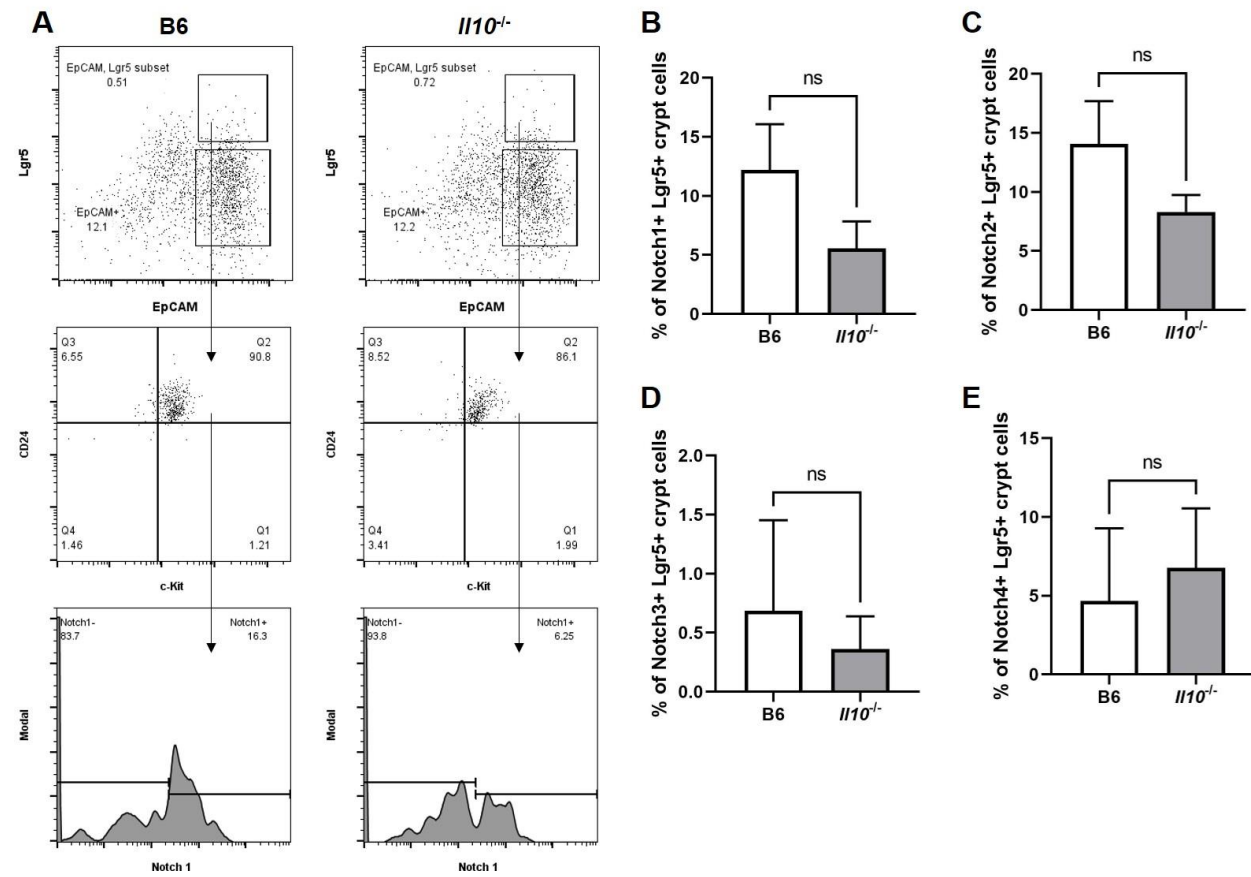 A
B6
Il10-/-
EpCAM, Lgr5 subset
0.51
EpCAM+
12.1
Lgr5
EpCAM
EpCAM, Lgr5 subset
0.72
EpCAM+
12.2
Lgr5
EpCAM
Q3
6.55
Q2
90.8
Q4
1.46
Q1
1.21
CD24
c-Kit
Q3
8.52
Q2
86.1
Q4
3.41
Q1
1.99
CD24
c-Kit
Notch1-
83.7
Notch1+
16.3
Modal
Notch 1
Notch1-
93.8
Notch1+
6.25
Modal
Notch 1
B
% of Notch1+ Lgr5+ crypt cells
20
15
10
5
0
ns
B6
Il10-/-
C
% of Notch2+ Lgr5+ crypt cells
20
15
10
5
0
ns
B6
Il10-/-
D
% of Notch3+ Lgr5+ crypt cells
2.0
1.5
1.0
0.5
0.0
ns
B6
Il10-/-
E
% of Notch4+ Lgr5+ crypt cells
15
10
5
0
ns
B6
Il10-/-